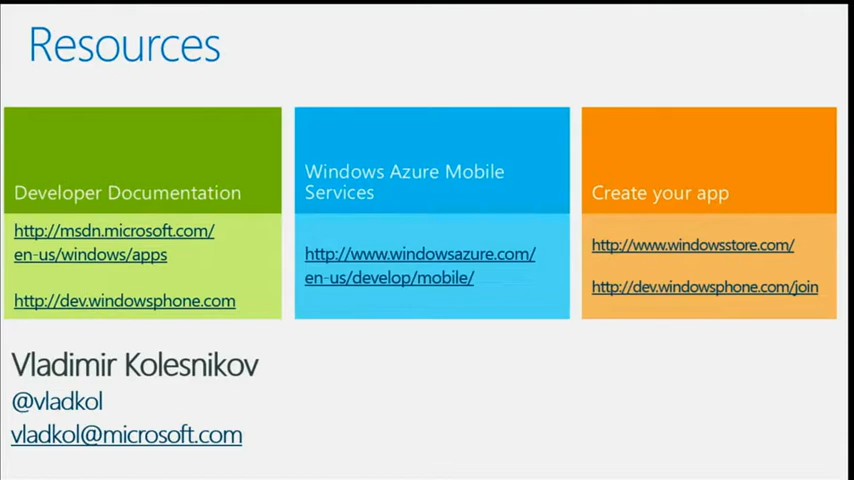 Resources
Developer Documentation
http://msdn.microsoft.com/
en-us/windows/apps
http://dev.windowsphone.com
Windows Azure Mobile
Services
http://www.windowsazure.com/
en-us/develop/mobile/
Create your app
http://www.windowsstore.com/
http://dev.windowsphone.com/join
Vladimir Kolesnikov
@vladkol
vladkol@microsoft.com